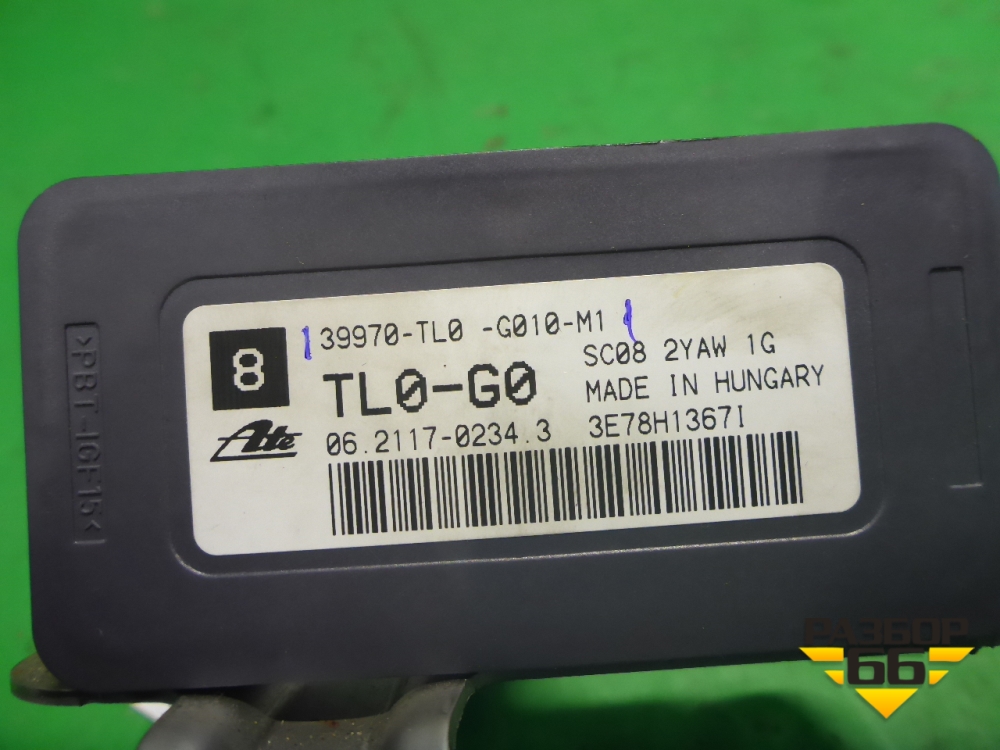 >PBT-IGF15<
8
39970-TL0 -G010-M1
TL0-G0
SC08 2YAW 1G
MADE IN HUNGARY
Ate
06.2117-0234.3
3E78H1367I
РАЗБОР
66